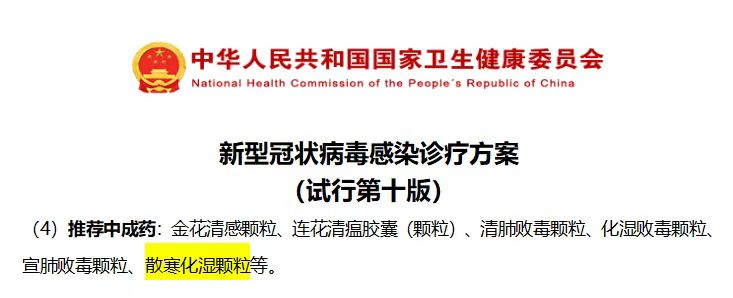 中华人民共和国国家卫生健康委员会
National Health Commission of the People's Republic of China
新型冠状病毒感染诊疗方案
（试行第十版）
（4）推荐中成药：金花清感颗粒、连花清瘟胶囊（颗粒）、清肺败毒颗粒、化湿败毒颗粒、
宣肺败毒颗粒、散寒化湿颗粒等。